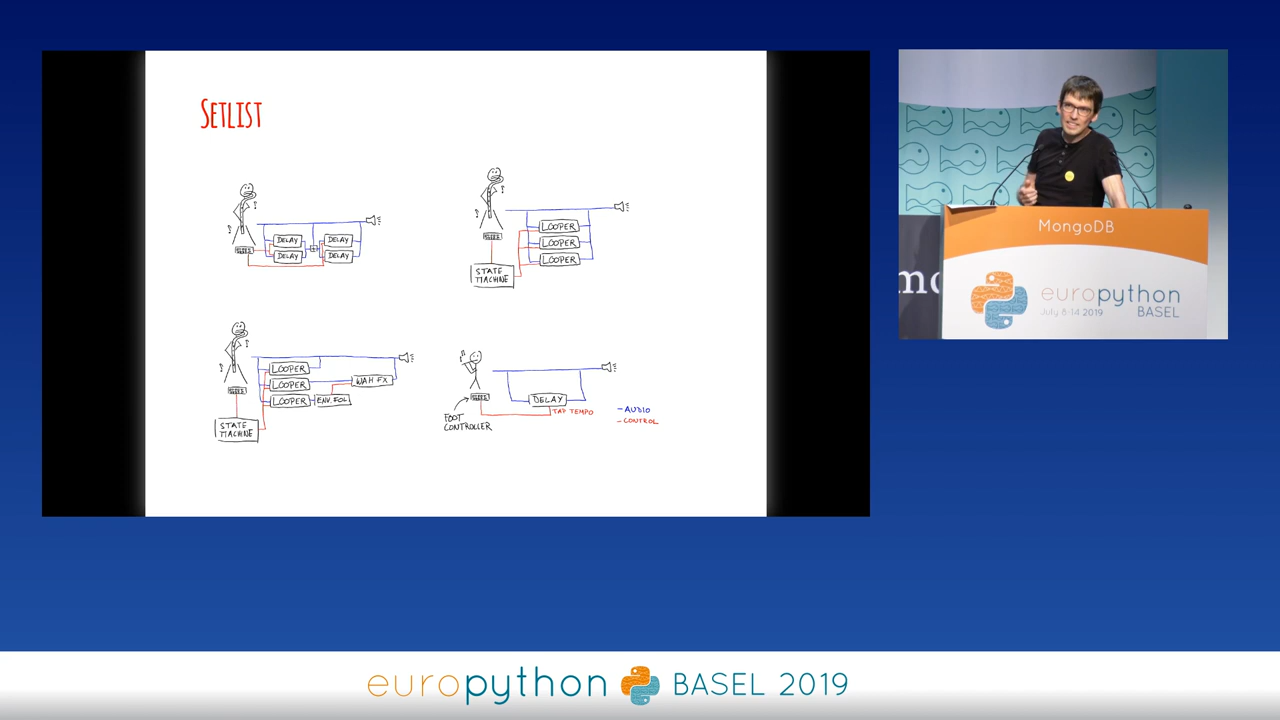 SETLIST
DELAY
DELAY
DELAY
DELAY
LOOPER
LOOPER
LOOPER
STATE
MACHINE
LOOPER
LOOPER
LOOPER
WAH FX
ENV. FOL
STATE
MACHINE
DELAY
TAP TEMPO
FOOT
CONTROLLER
- AUDIO
- CONTROL
MongoDB
europython
July 8-14 2019
BASEL
europython BASEL 2019